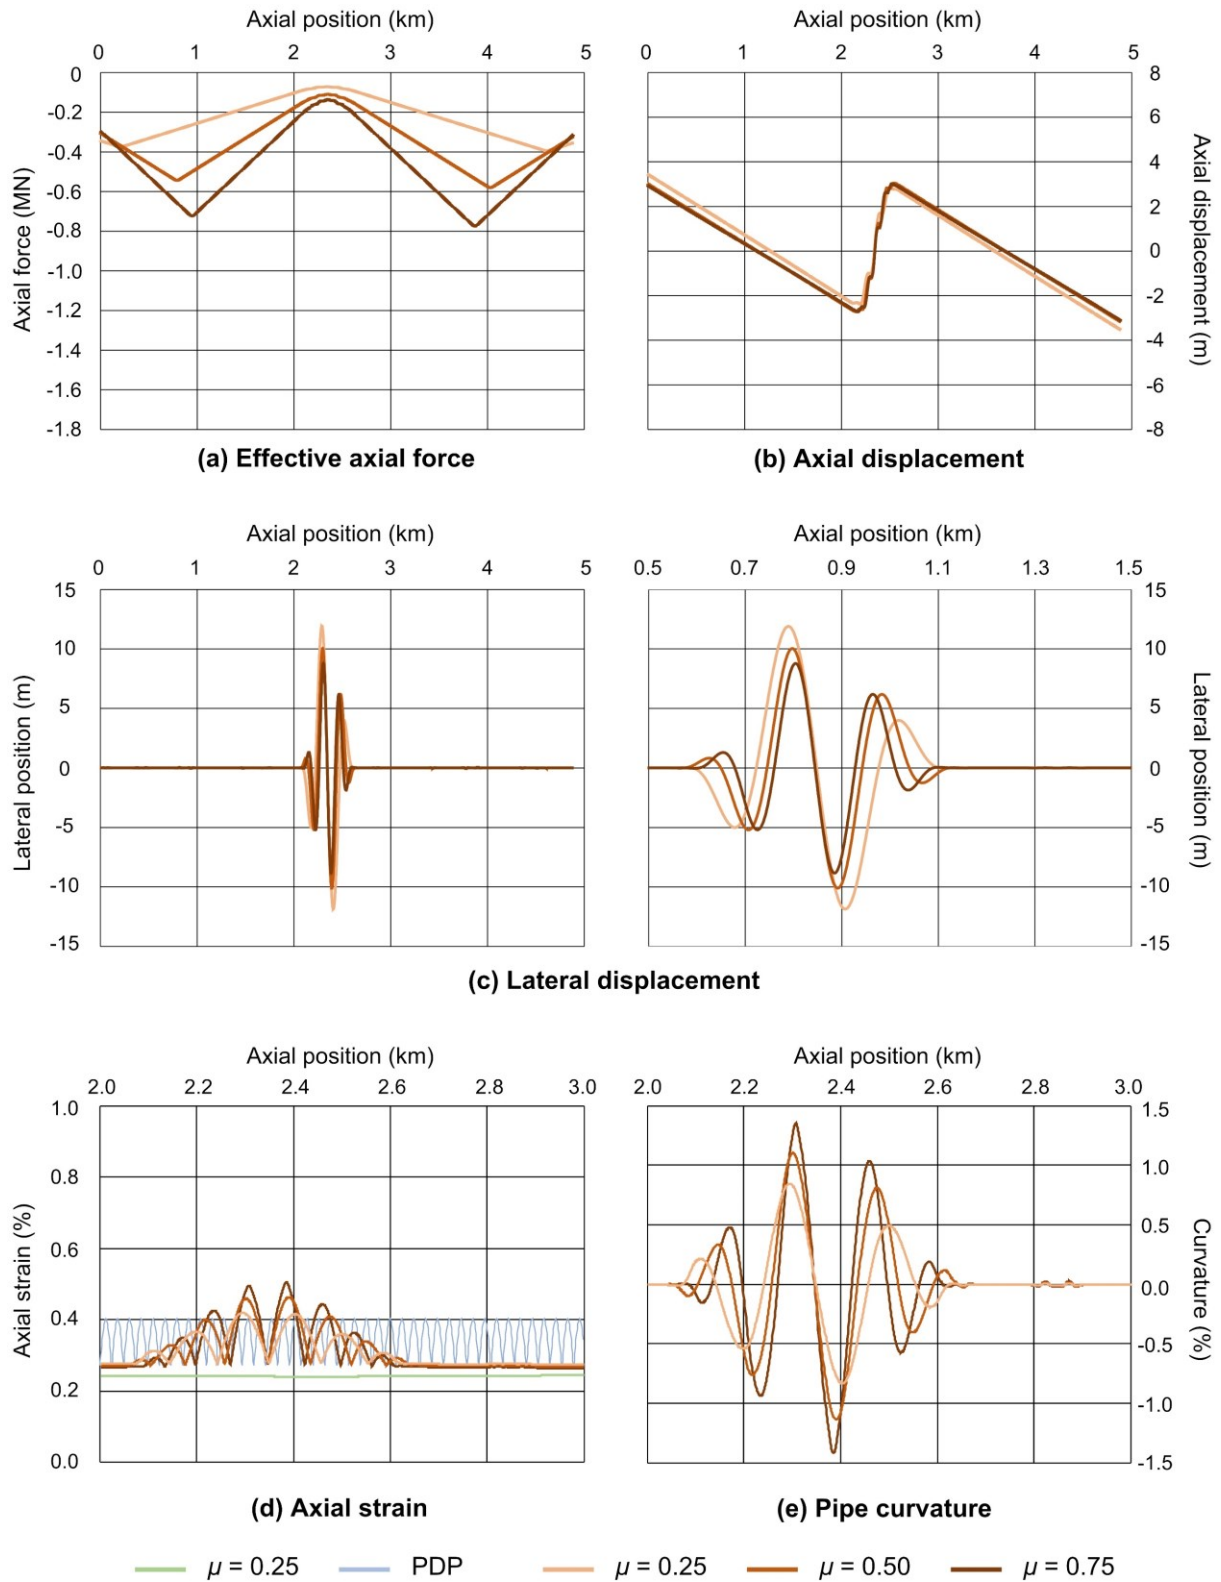 Axial position (km) Axial position (km)
0 1 2 3 4 5 0 1 2 3 4 5
0 8
-0.2 6
-0.4 4
-0.6 2
-0.8 0
-1.0 -2
-1.2 -4
-1.4 -6
-1.6 -8
-1.8
Axial force (MN)
Axial displacement (m)
(a) Effective axial force (b) Axial displacement
Axial position (km) Axial position (km)
0 1 2 3 4 5 0.5 0.7 0.9 1.1 1.3 1.5
15 15
10 10
5 5
0 0
-5 -5
-10 -10
-15 -15
Lateral position (m)
Lateral position (m)
(c) Lateral displacement
Axial position (km) Axial position (km)
2.0 2.2 2.4 2.6 2.8 3.0 2.0 2.2 2.4 2.6 2.8 3.0
1.0 1.5
0.8 1.0
0.6 0.5
0.4 0.0
0.2 -0.5
0.0 -1.0
-1.5
Axial strain (%)
Curvature (%)
(d) Axial strain (e) Pipe curvature
μ = 0.25 PDP μ = 0.25 μ = 0.50 μ = 0.75